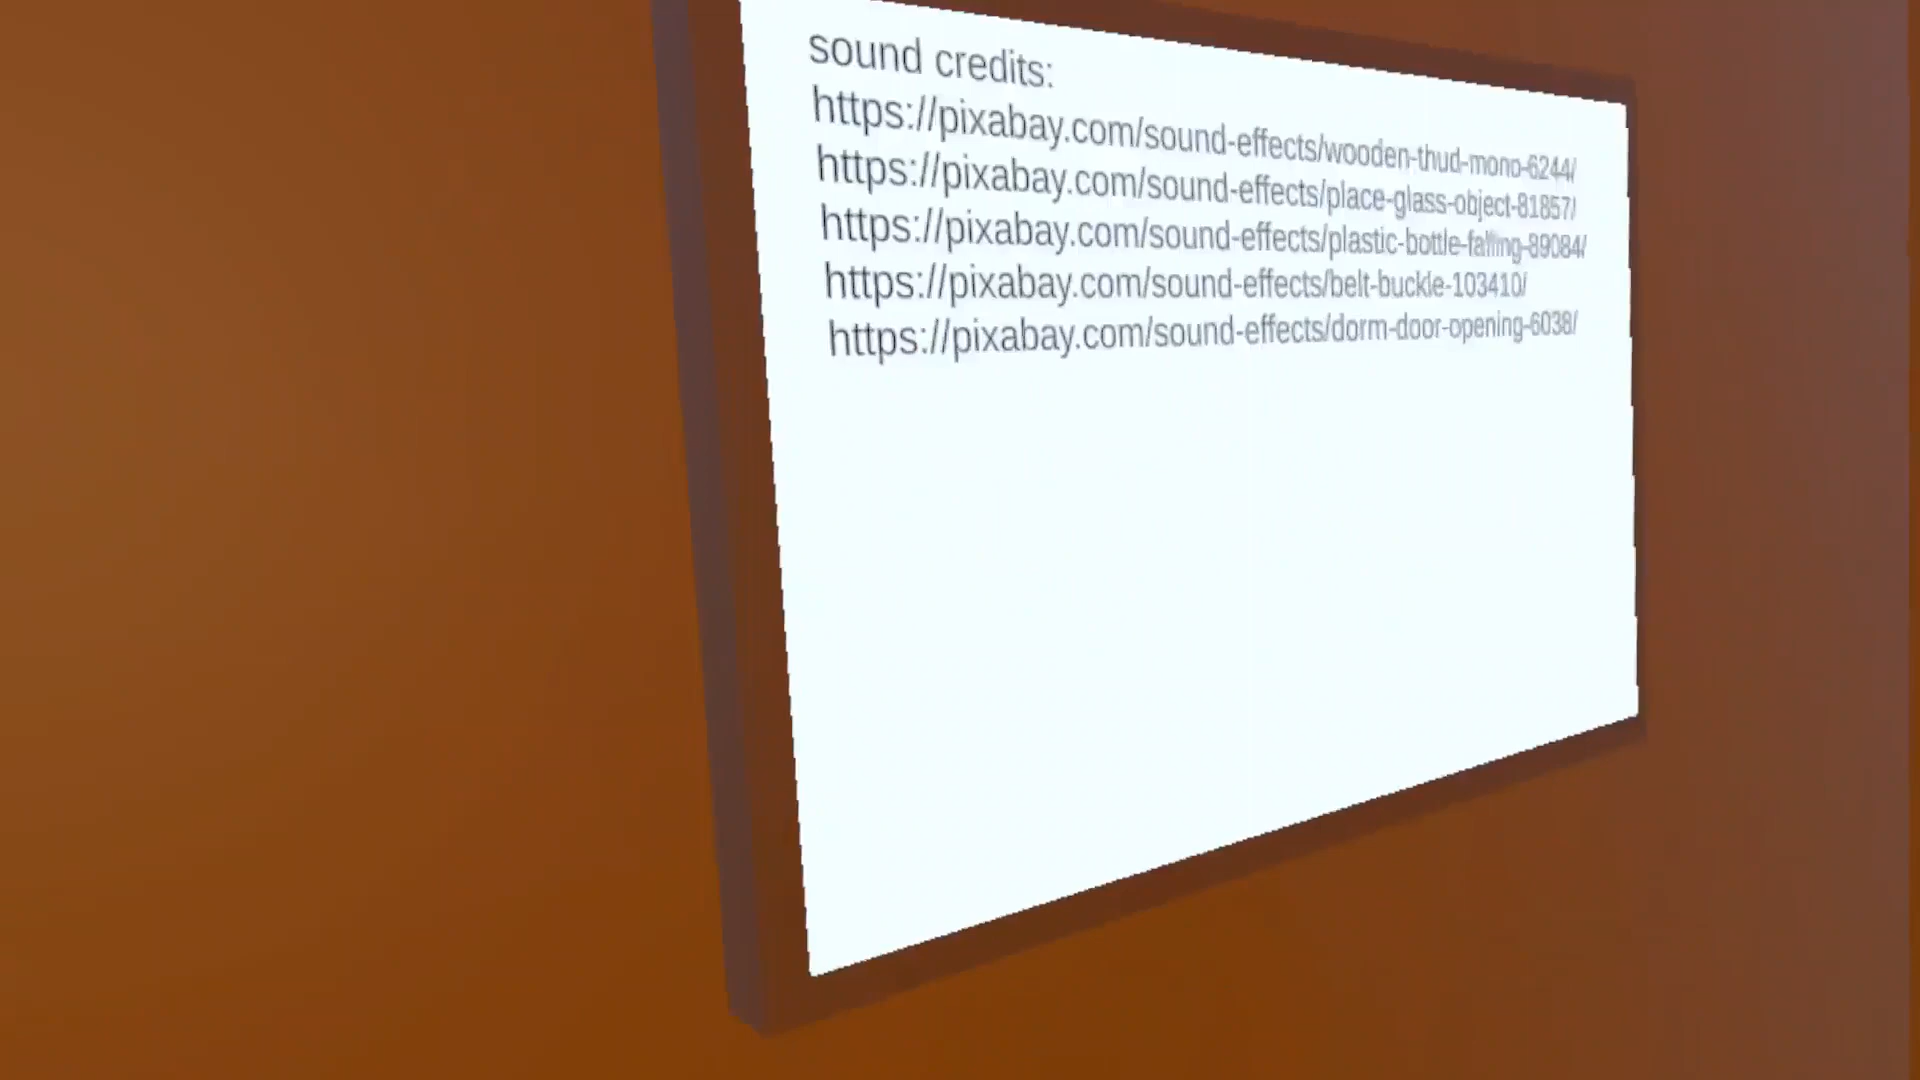 sound credits:
https://pixabay.com/sound-effects/wooden-thud-mono-6244/
https://pixabay.com/sound-effects/place-glass-object-81857/
https://pixabay.com/sound-effects/plastic-bottle-falling-89084/
https://pixabay.com/sound-effects/belt-buckle-103410/
https://pixabay.com/sound-effects/dorm-door-opening-6038/